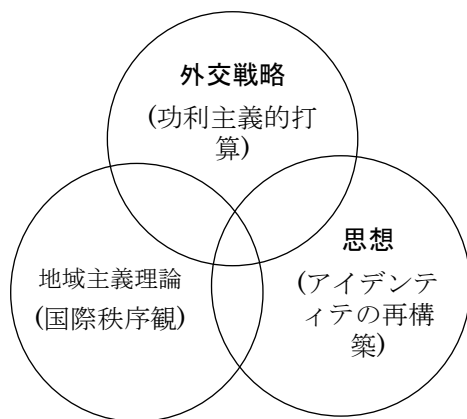 外交戦略
(功利主義的打
算)
思想
(アイデンテ
ィテの再構
築)
地域主義理論
(国際秩序観)